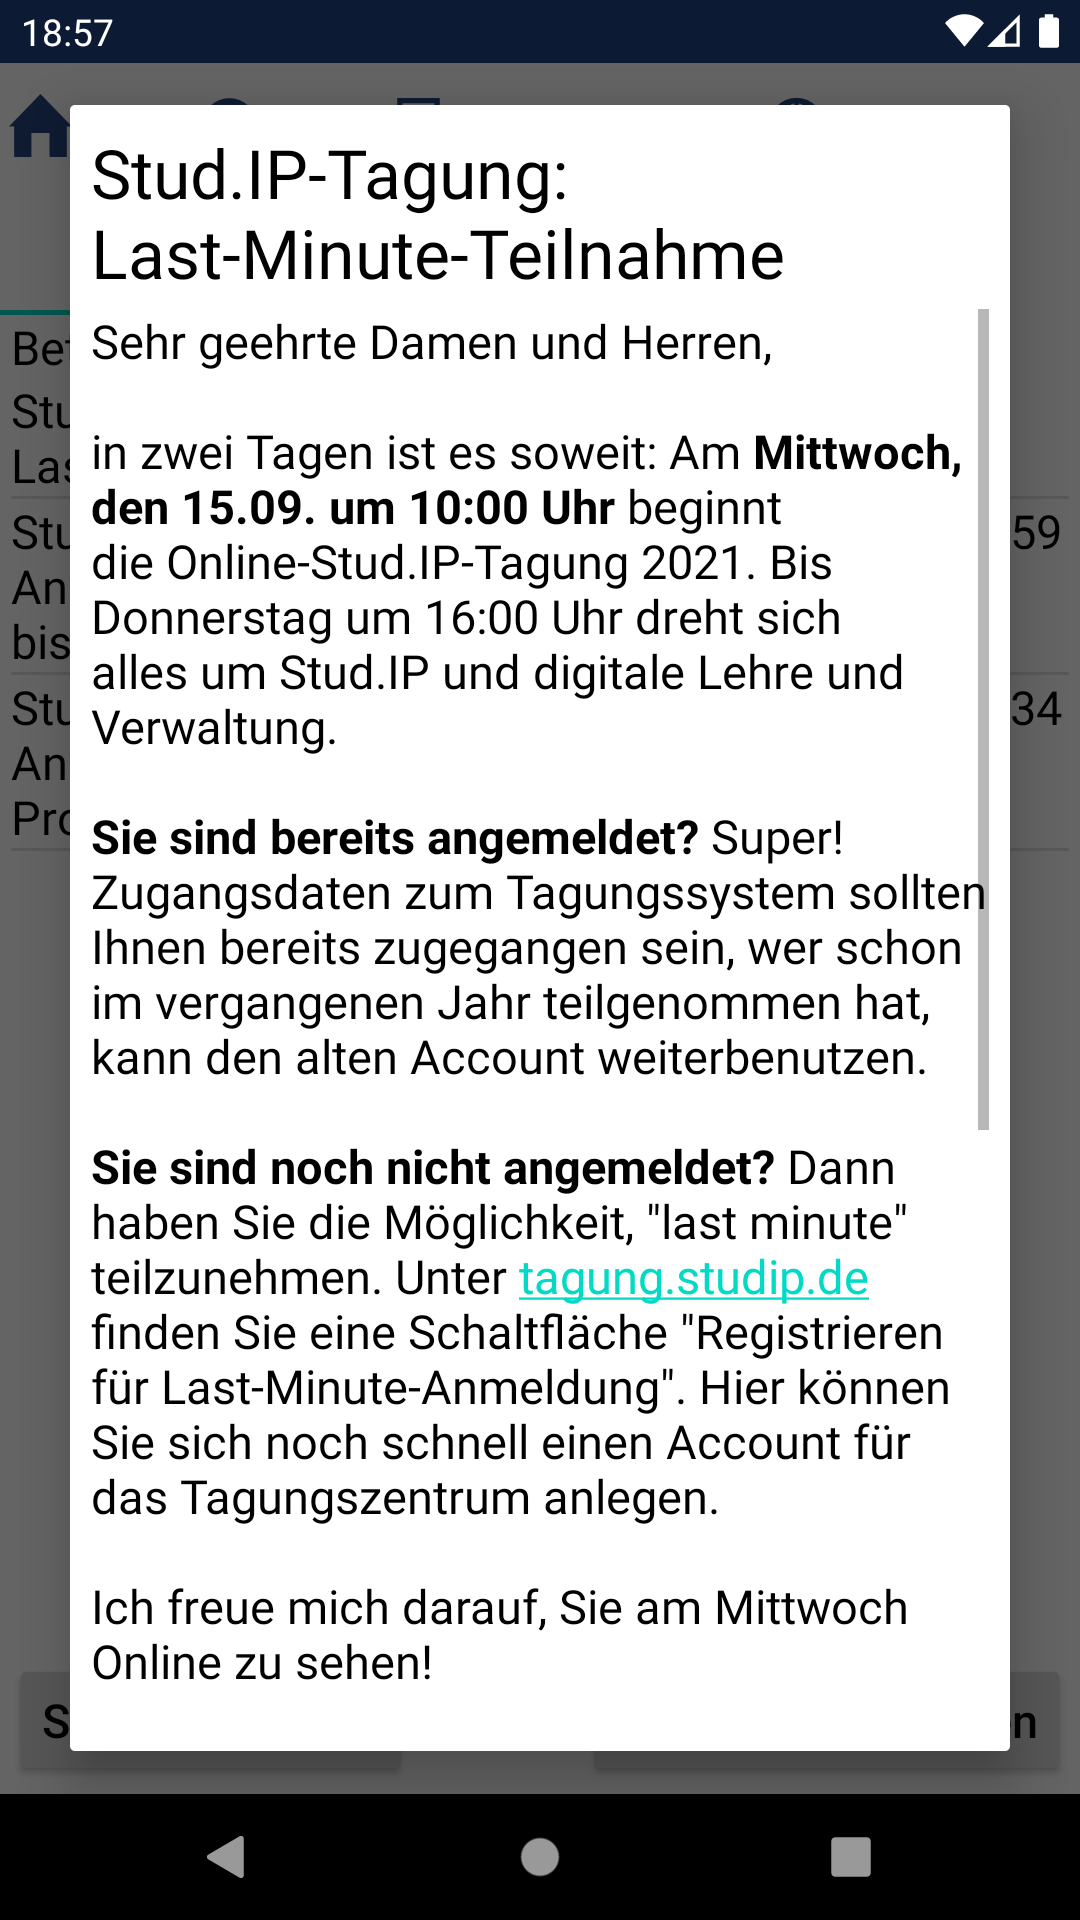 18:57
Stud.IP-Tagung:
Last-Minute-Teilnahme
Sehr geehrte Damen und Herren,
in zwei Tagen ist es soweit: Am Mittwoch,
den 15.09. um 10:00 Uhr beginnt
die Online-Stud.IP-Tagung 2021. Bis
Donnerstag um 16:00 Uhr dreht sich
alles um Stud.IP und digitale Lehre und
Verwaltung.
Sie sind bereits angemeldet? Super!
Zugangsdaten zum Tagungssystem sollten
Ihnen bereits zugegangen sein, wer schon
im vergangenen Jahr teilgenommen hat,
kann den alten Account weiterbenutzen.
Sie sind noch nicht angemeldet? Dann
haben Sie die Möglichkeit, "last minute"
teilzunehmen. Unter tagung.studip.de
finden Sie eine Schaltfläche "Registrieren
für Last-Minute-Anmeldung". Hier können
Sie sich noch schnell einen Account für
das Tagungszentrum anlegen.
Ich freue mich darauf, Sie am Mittwoch
Online zu sehen!
Stu
Las
Stu
59
An
bis
Stu
34
An